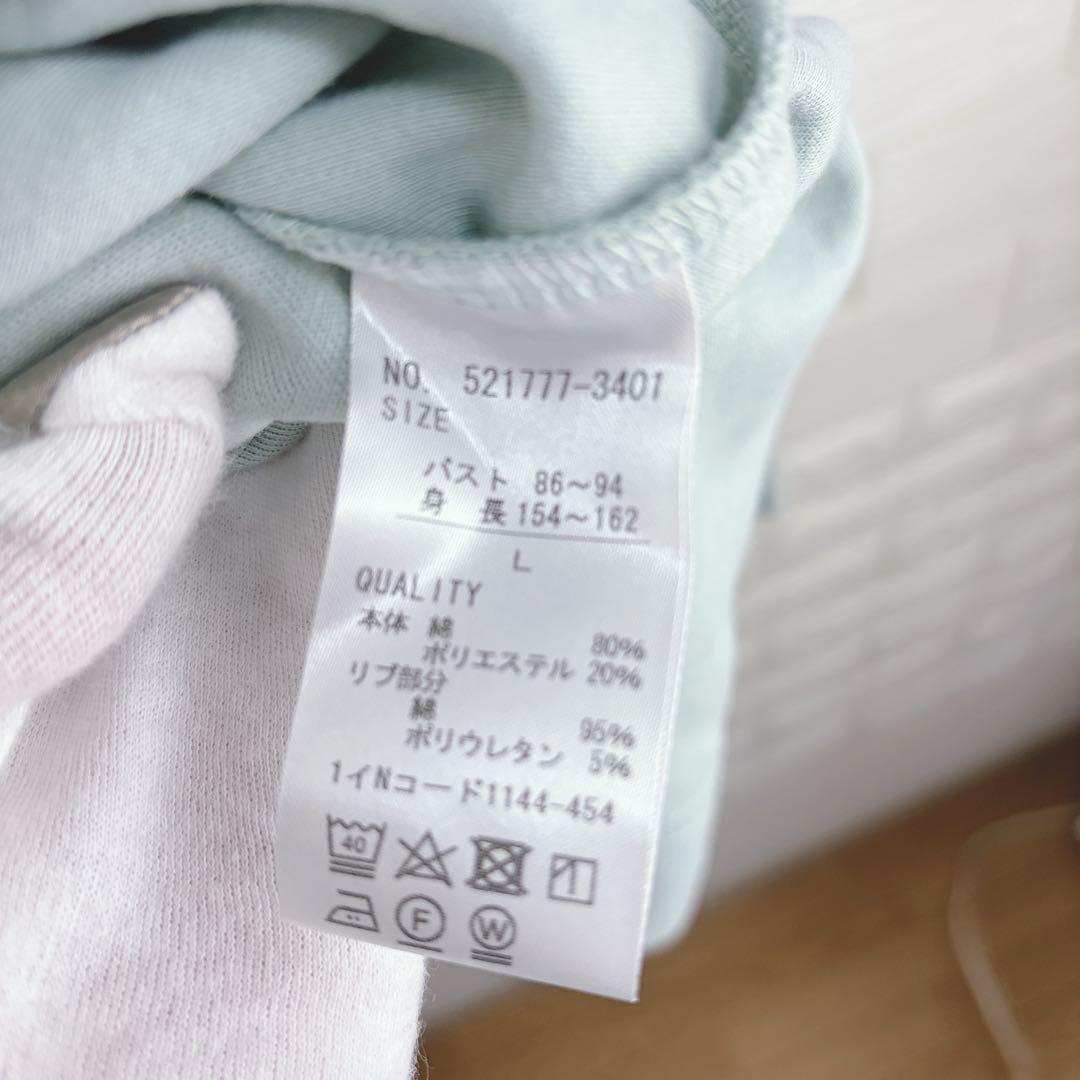 NO. 521777-3401
SIZE
バスト 86～94
身 長 154～162
L
QUALITY
本体 綿 80%
ポリエステル 20%
リブ部分
綿 95%
ポリウレタン 5%
1イNコード1144-454
40
F W